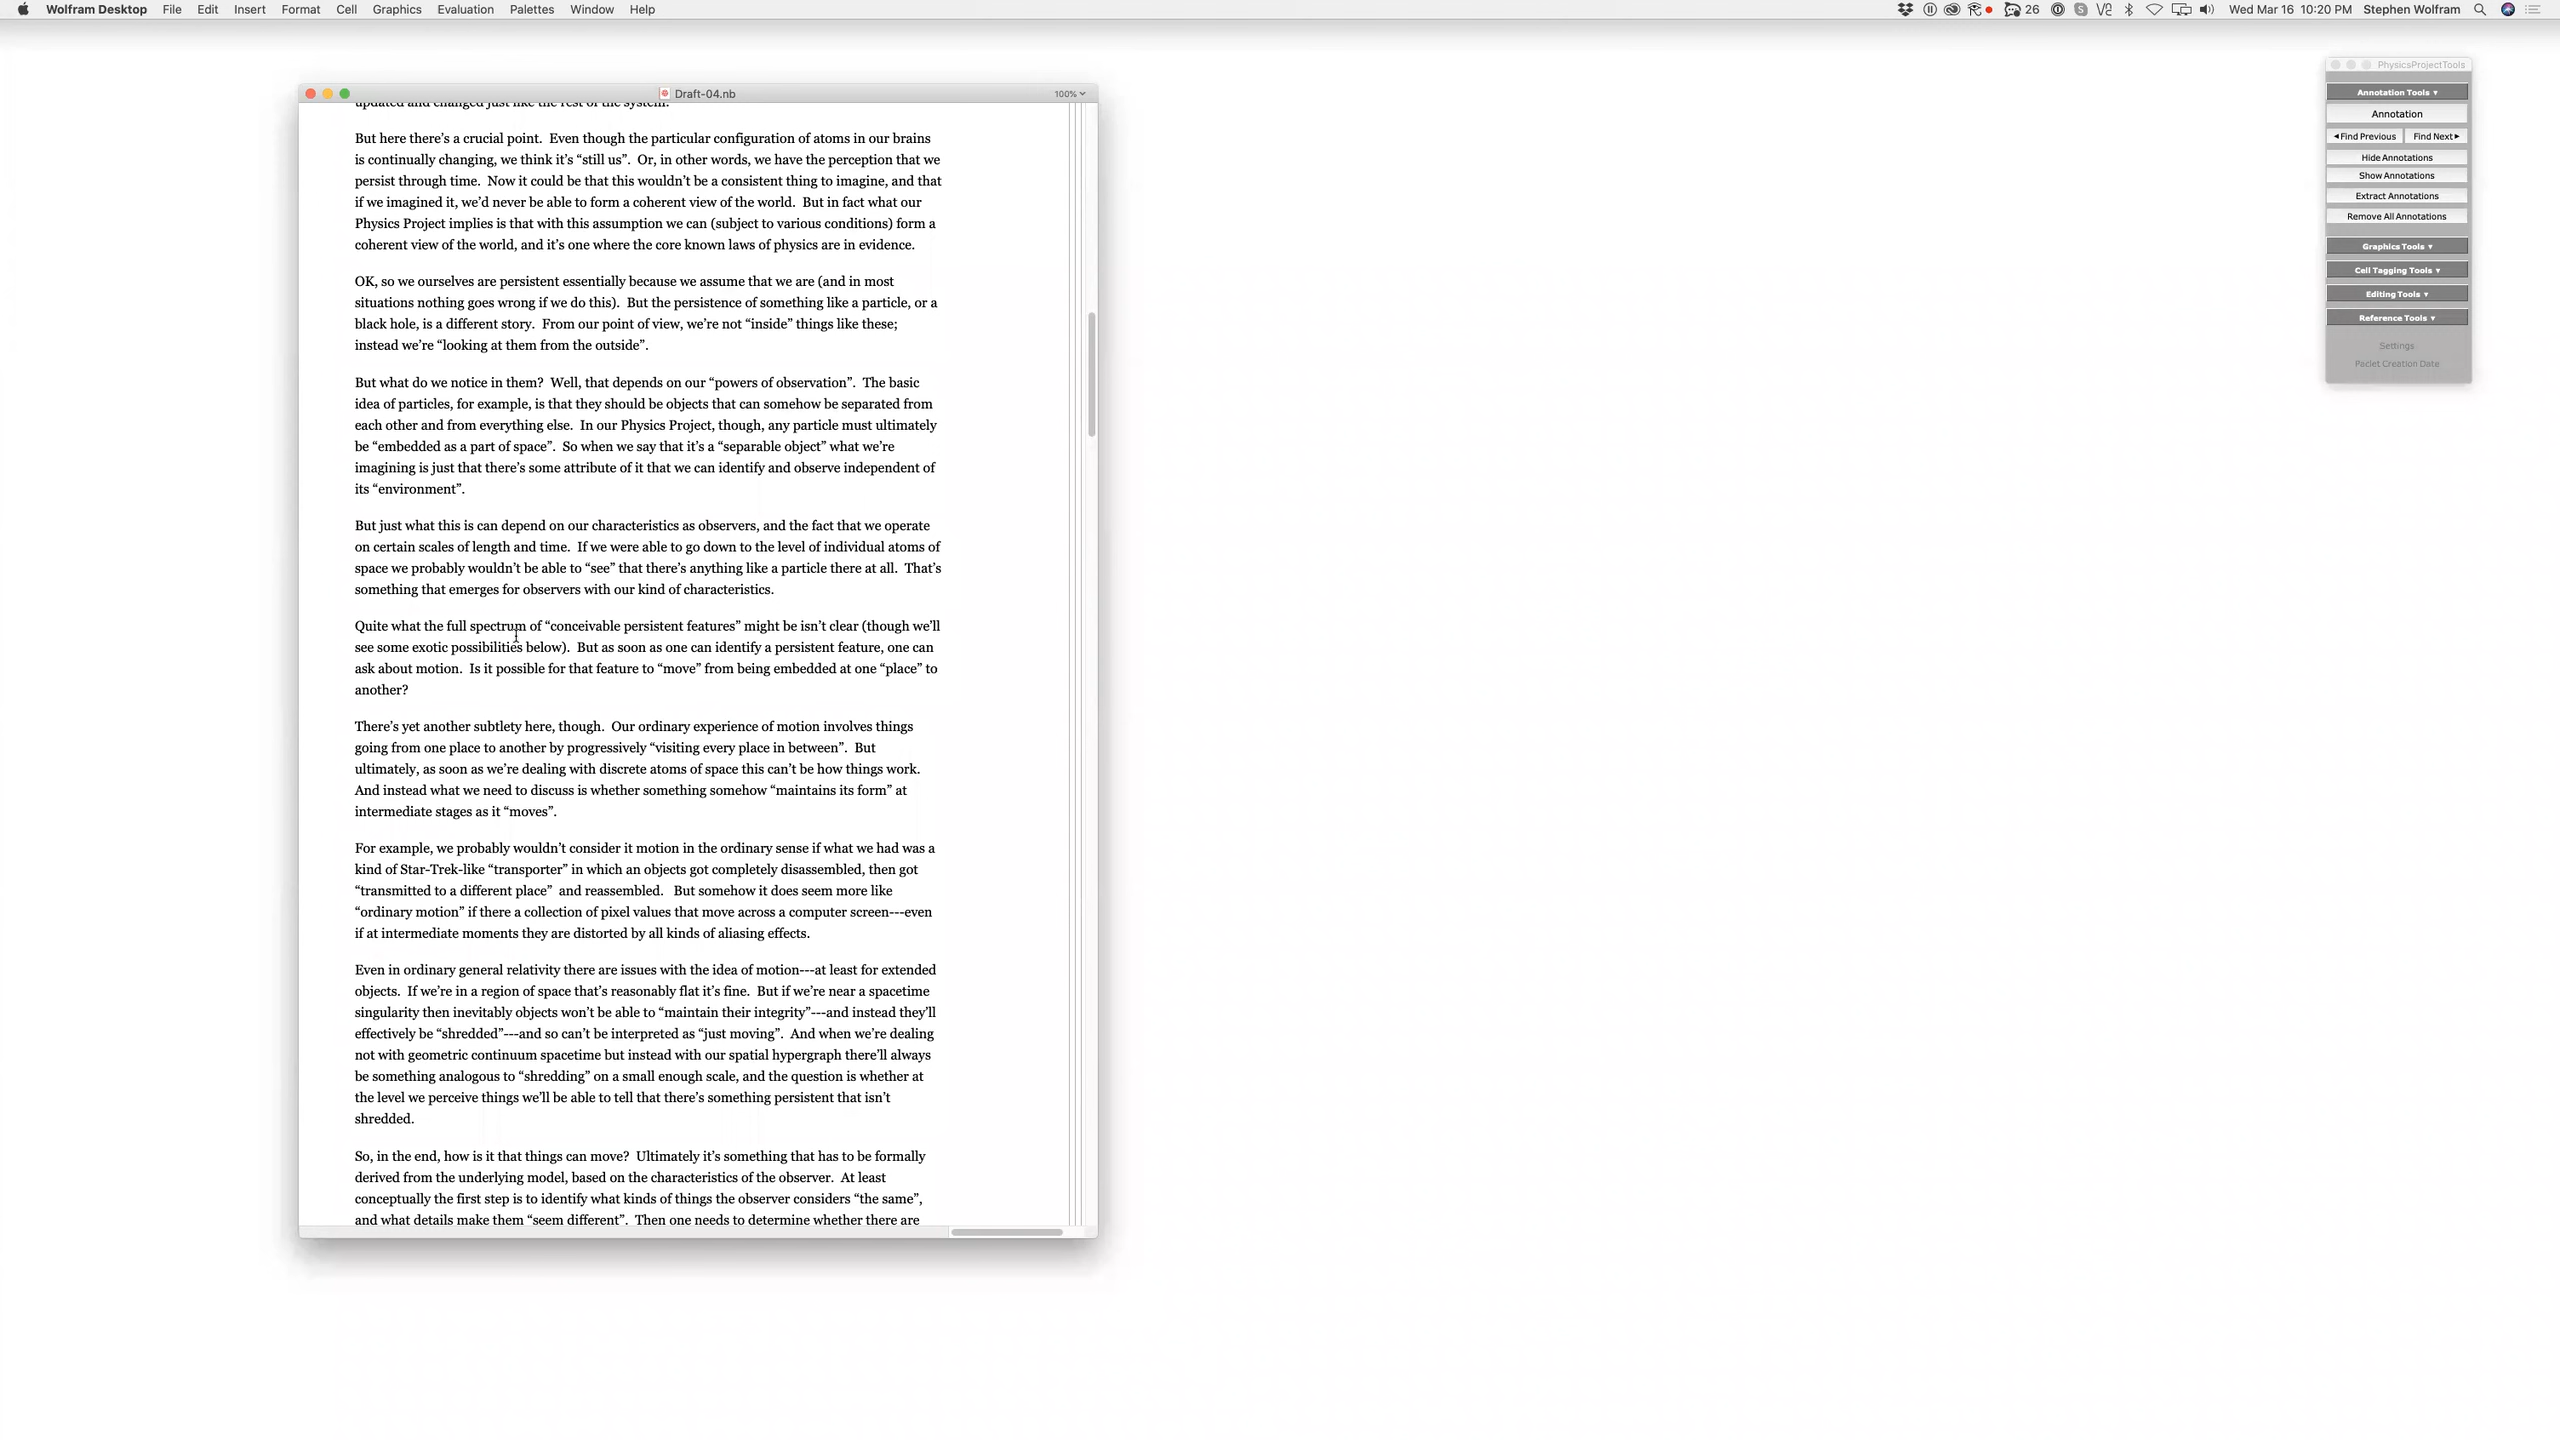 Wolfram Desktop File Edit Insert Format Cell Graphics Evaluation Palettes Window Help
26 Wed Mar 16 10:20 PM Stephen Wolfram
Draft-04.nb 100%
updated and changed just like the rest of the system.
But here there’s a crucial point. Even though the particular configuration of atoms in our brains
is continually changing, we think it’s “still us”. Or, in other words, we have the perception that we
persist through time. Now it could be that this wouldn’t be a consistent thing to imagine, and that
if we imagined it, we’d never be able to form a coherent view of the world. But in fact what our
Physics Project implies is that with this assumption we can (subject to various conditions) form a
coherent view of the world, and it’s one where the core known laws of physics are in evidence.
OK, so we ourselves are persistent essentially because we assume that we are (and in most
situations nothing goes wrong if we do this). But the persistence of something like a particle, or a
black hole, is a different story. From our point of view, we’re not “inside” things like these;
instead we’re “looking at them from the outside”.
But what do we notice in them? Well, that depends on our “powers of observation”. The basic
idea of particles, for example, is that they should be objects that can somehow be separated from
each other and from everything else. In our Physics Project, though, any particle must ultimately
be “embedded as a part of space”. So when we say that it’s a “separable object” what we’re
imagining is just that there’s some attribute of it that we can identify and observe independent of
its “environment”.
But just what this is can depend on our characteristics as observers, and the fact that we operate
on certain scales of length and time. If we were able to go down to the level of individual atoms of
space we probably wouldn’t be able to “see” that there’s anything like a particle there at all. That’s
something that emerges for observers with our kind of characteristics.
Quite what the full spectrum of “conceivable persistent features” might be isn’t clear (though we’ll
see some exotic possibilities below). But as soon as one can identify a persistent feature, one can
ask about motion. Is it possible for that feature to “move” from being embedded at one “place” to
another?
There’s yet another subtlety here, though. Our ordinary experience of motion involves things
going from one place to another by progressively “visiting every place in between”. But
ultimately, as soon as we’re dealing with discrete atoms of space this can’t be how things work.
And instead what we need to discuss is whether something somehow “maintains its form” at
intermediate stages as it “moves”.
For example, we probably wouldn’t consider it motion in the ordinary sense if what we had was a
kind of Star-Trek-like “transporter” in which an objects got completely disassembled, then got
“transmitted to a different place” and reassembled. But somehow it does seem more like
“ordinary motion” if there a collection of pixel values that move across a computer screen---even
if at intermediate moments they are distorted by all kinds of aliasing effects.
Even in ordinary general relativity there are issues with the idea of motion---at least for extended
objects. If we’re in a region of space that’s reasonably flat it’s fine. But if we’re near a spacetime
singularity then inevitably objects won’t be able to “maintain their integrity”---and instead they’ll
effectively be “shredded”---and so can’t be interpreted as “just moving”. And when we’re dealing
not with geometric continuum spacetime but instead with our spatial hypergraph there’ll always
be something analogous to “shredding” on a small enough scale, and the question is whether at
the level we perceive things we’ll be able to tell that there’s something persistent that isn’t
shredded.
So, in the end, how is it that things can move? Ultimately it’s something that has to be formally
derived from the underlying model, based on the characteristics of the observer. At least
conceptually the first step is to identify what kinds of things the observer considers “the same”,
and what details make them “seem different”. Then one needs to determine whether there are
PhysicsProjectTools
Annotation Tools ▾
Annotation
◂Find Previous Find Next▸
Hide Annotations
Show Annotations
Extract Annotations
Remove All Annotations
Graphics Tools ▾
Call Tagging Tools ▾
Editing Tools ▾
Reference Tools ▾
Settings
Paclet Creation Date